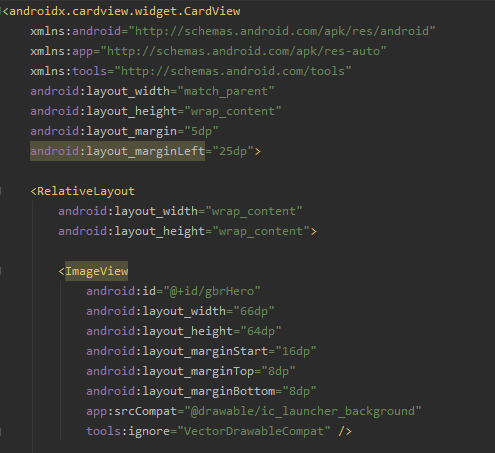 <androidx.cardview.widget.CardView
xmlns:android="http://schemas.android.com/apk/res/android"
xmlns:app="http://schemas.android.com/apk/res-auto"
xmlns:tools="http://schemas.android.com/tools"
android:layout_width="match_parent"
android:layout_height="wrap_content"
android:layout_margin="5dp"
android:layout_marginLeft="25dp">
<RelativeLayout
android:layout_width="wrap_content"
android:layout_height="wrap_content">
<ImageView
android:id="@+id/gbrHero"
android:layout_width="66dp"
android:layout_height="64dp"
android:layout_marginStart="16dp"
android:layout_marginTop="8dp"
android:layout_marginBottom="8dp"
app:srcCompat="@drawable/ic_launcher_background"
tools:ignore="VectorDrawableCompat" />